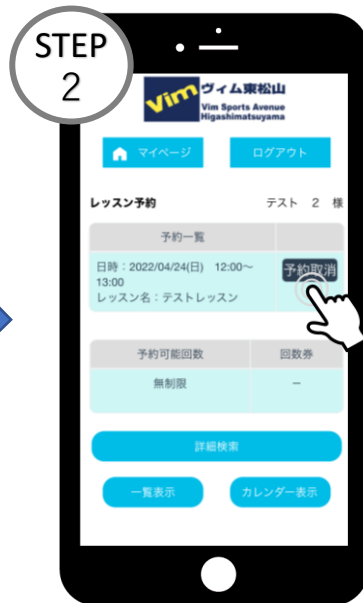 STEP
2
Vim
ヴィム東松山
Vim Sports Avenue
Higashimatsuyama
マイページ
ログアウト
レッスン予約
テスト 2 様
予約一覧
日時：2022/04/24(日) 12:00～
13:00
レッスン名：テストレッスン
予約取消
予約可能回数
回数券
無制限
－
詳細検索
一覧表示
カレンダー表示